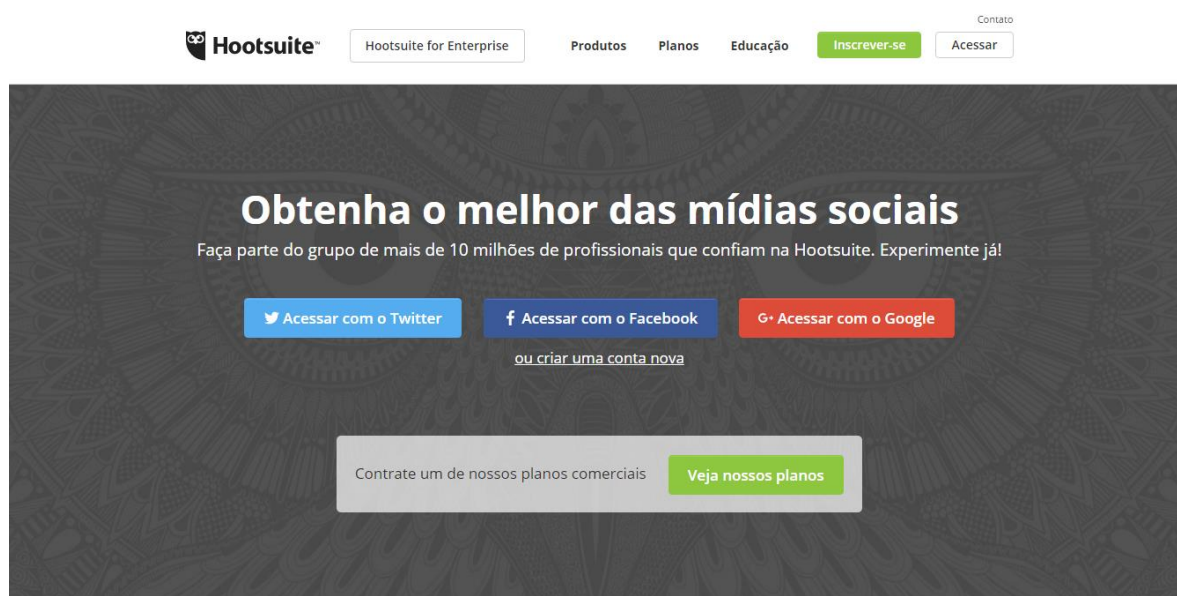 Contato
Hootsuite™
Hootsuite for Enterprise
Produtos
Planos
Educação
Inscrever-se
Acessar
Obtenha o melhor das mídias sociais
Faça parte do grupo de mais de 10 milhões de profissionais que confiam na Hootsuite. Experimente já!
Acessar com o Twitter
f Acessar com o Facebook
G+ Acessar com o Google
ou criar uma conta nova
Contrate um de nossos planos comerciais
Veja nossos planos